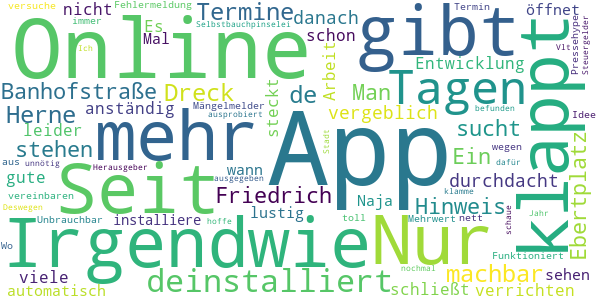 versuche
Fehlermeldung
immer
nicht
Termine
Selbstbauchpinselei
Termin
öffnet
Es
danach
schon
gibt
Online
Ich
Mal
Entwicklung
Vlt
Pressehype
Steuergelder
Banhofstraße
Dreck
de
Arbeit
Man
Tagen
Klappt
Herne
anständig
Mängelmelder
ausprobiert
mehr
App
steckt
vergeblich
befunden
Idee
stehen
leider
sucht
wegen
dafür
aus
unnötig
Seit
Herausgeber
wann
Stadt
Ein
Ebertplatz
gute
ausgegeben
Friedrich
durchdacht
vereinbaren
klamme
Deswegen
Naja
Hinweis
Jahr
Unbrauchbar
installiere
lustig
Mehrwert
nett
Wo
Irgendwie
hoffe
toll
Nur
schaue
Funktioniert
viele
deinstalliert
nochmal
machbar
sehen
automatisch
schließt
verrichten